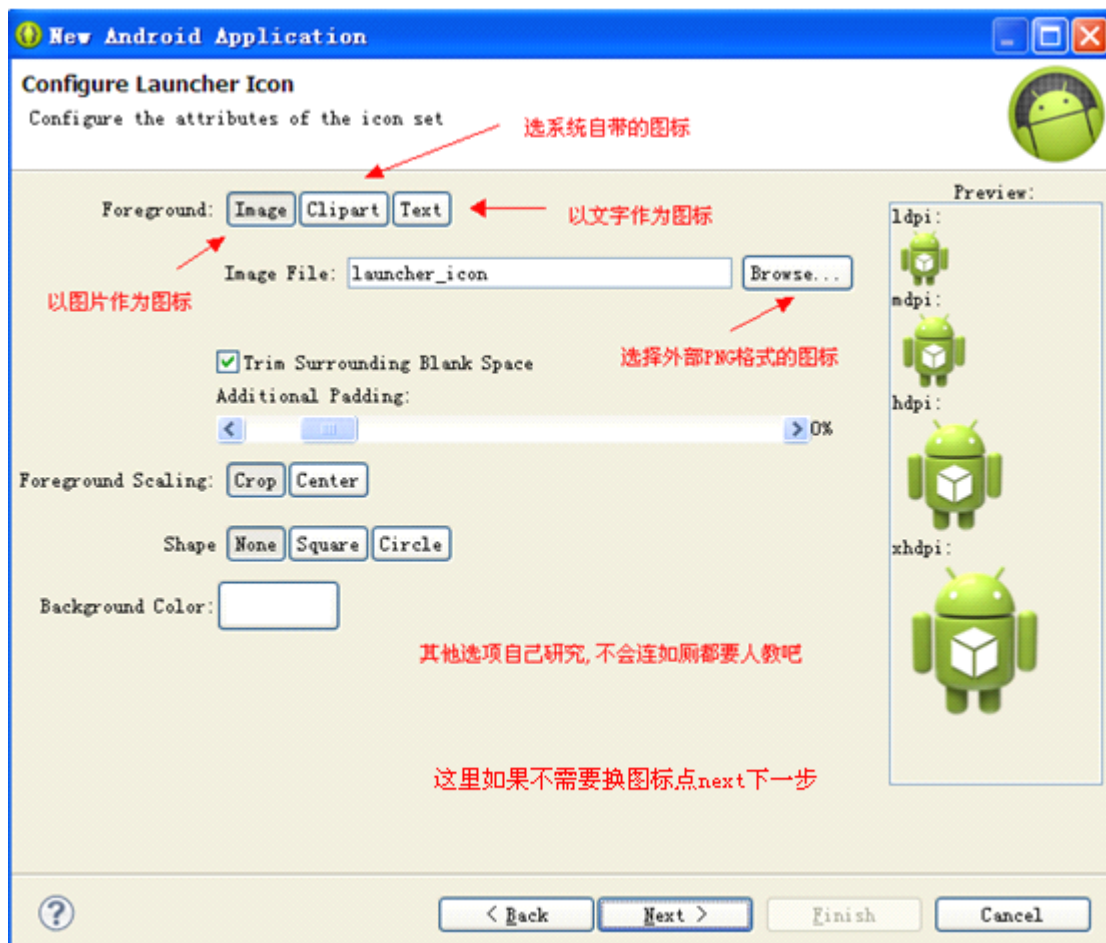 New Android Application
Configure Launcher Icon
Configure the attributes of the icon set
选系统自带的图标
Foreground: Image Clipart Text
以文字作为图标
Preview:
ldpi:
Image File: launcher_icon Browse...
以图片作为图标
mdpi:
选择外部PNG格式的图标
Trim Surrounding Blank Space
Additional Padding:
hdpi:
0%
Foreground Scaling: Crop Center
Shape None Square Circle
xhdpi:
Background Color:
其他选项自己研究,不会连如厕都要人教吧
这里如果不需要换图标点next下一步
?
< Back Next > Finish Cancel